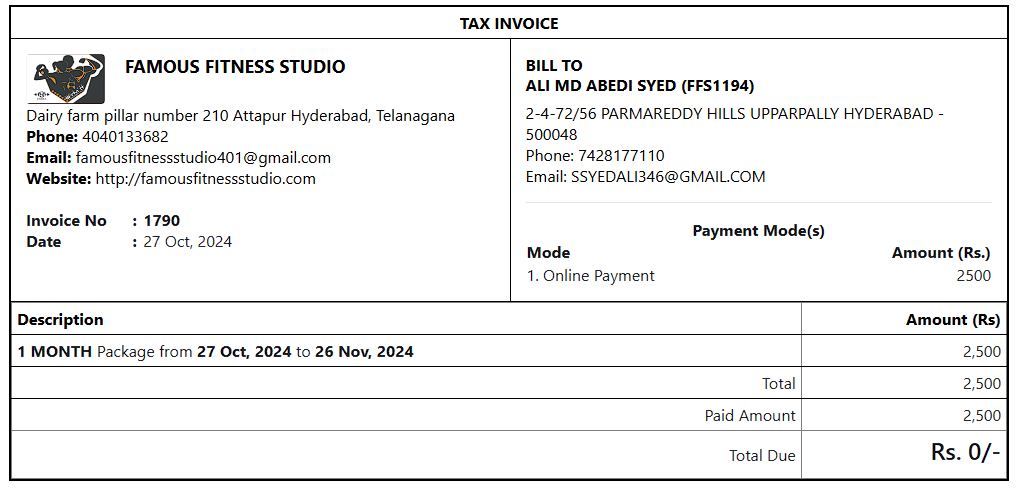 TAX INVOICE
FAMOUS FITNESS STUDIO
Dairy farm pillar number 210 Attapur Hyderabad, Telanagana
Phone: 4040133682
Email: famousfitnessstudio401@gmail.com
Website: http://famousfitnessstudio.com
Invoice No : 1790
Date : 27 Oct, 2024
BILL TO
ALI MD ABEDI SYED (FFS1194)
2-4-72/56 PARMAREDDY HILLS UPPARPALLY HYDERABAD -
500048
Phone: 7428177110
Email: SSYEDALI346@GMAIL.COM
Payment Mode(s)
Mode Amount (Rs.)
1. Online Payment 2500
Description Amount (Rs)
1 MONTH Package from 27 Oct, 2024 to 26 Nov, 2024 2,500
Total 2,500
Paid Amount 2,500
Total Due Rs. 0/-